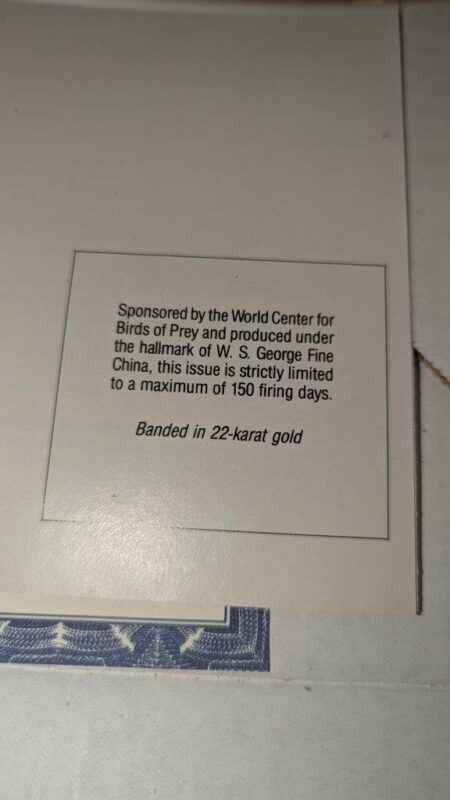 Sponsored by the World Center for
Birds of Prey and produced under
the hallmark of W. S. George Fine
China, this issue is strictly limited
to a maximum of 150 firing days.
Banded in 22-karat gold